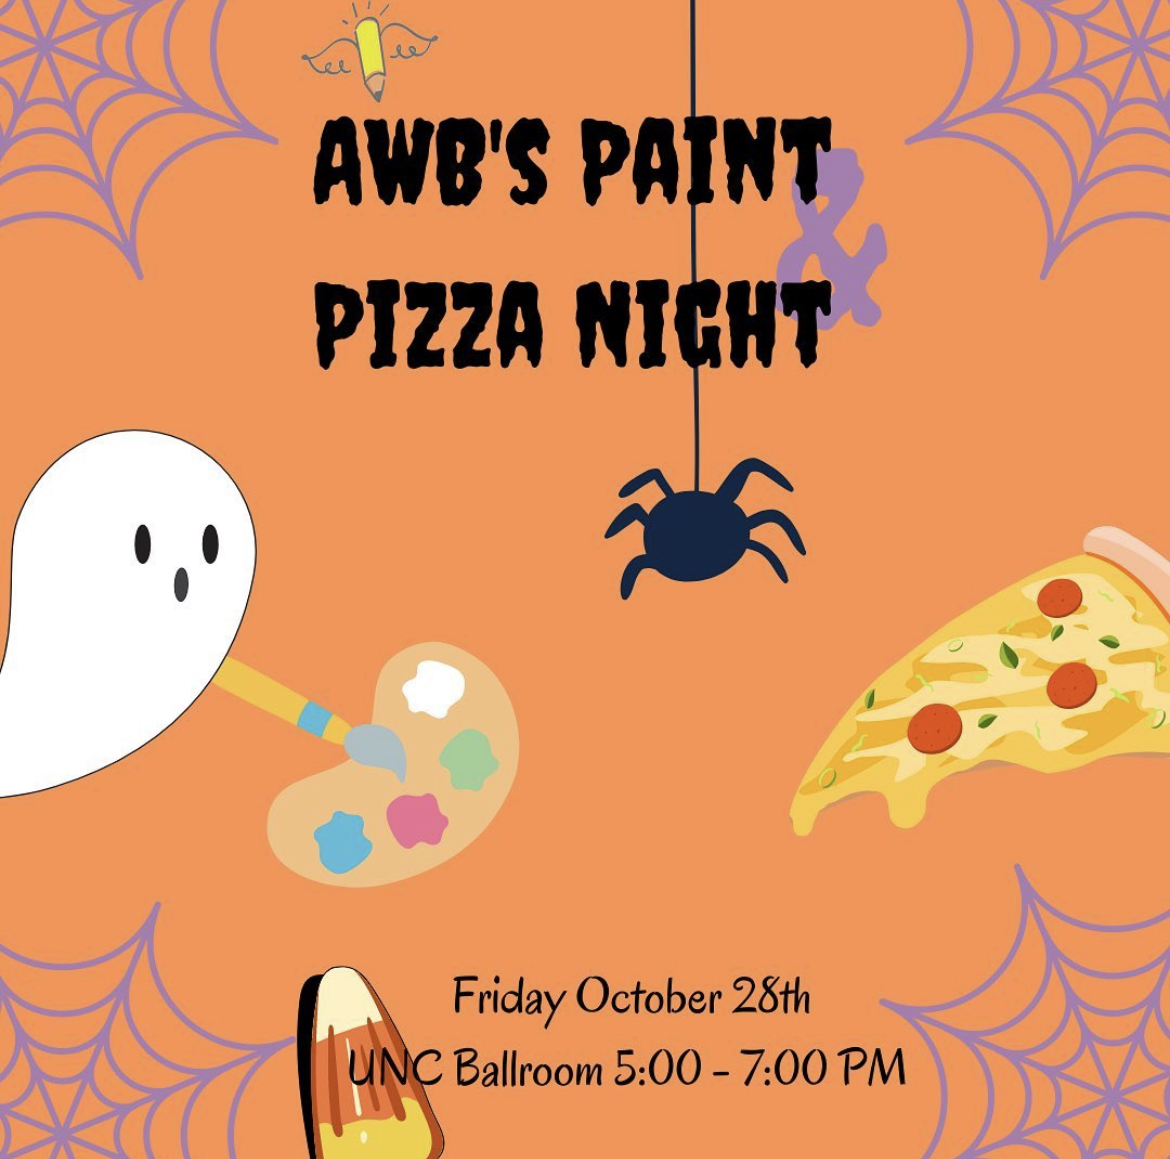 AWB'S PAINT
&
PIZZA NIGHT
Friday October 28th
UNC Ballroom 5:00 - 7:00 PM